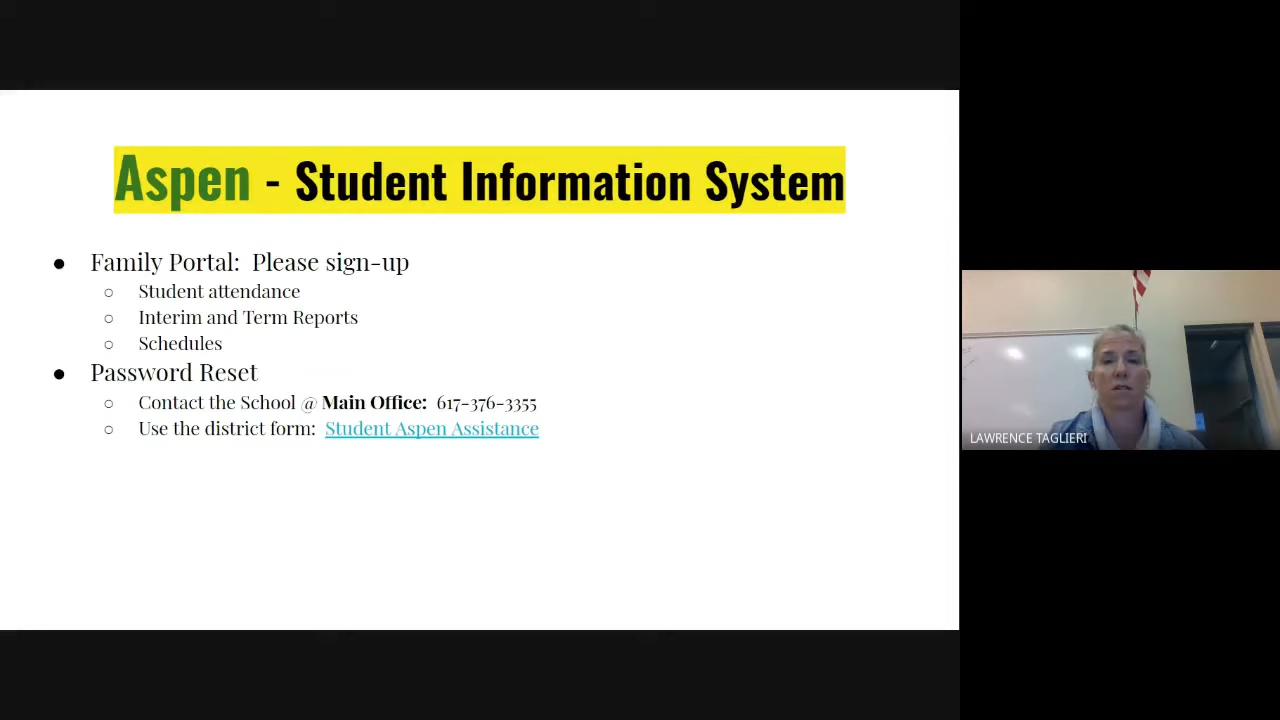 Aspen - Student Information System
● Family Portal:  Please sign-up
○ Student attendance
○ Interim and Term Reports
○ Schedules
● Password Reset
○ Contact the School @ Main Office:  617-376-3355
○ Use the district form:  Student Aspen Assistance
LAWRENCE TAGLIERI